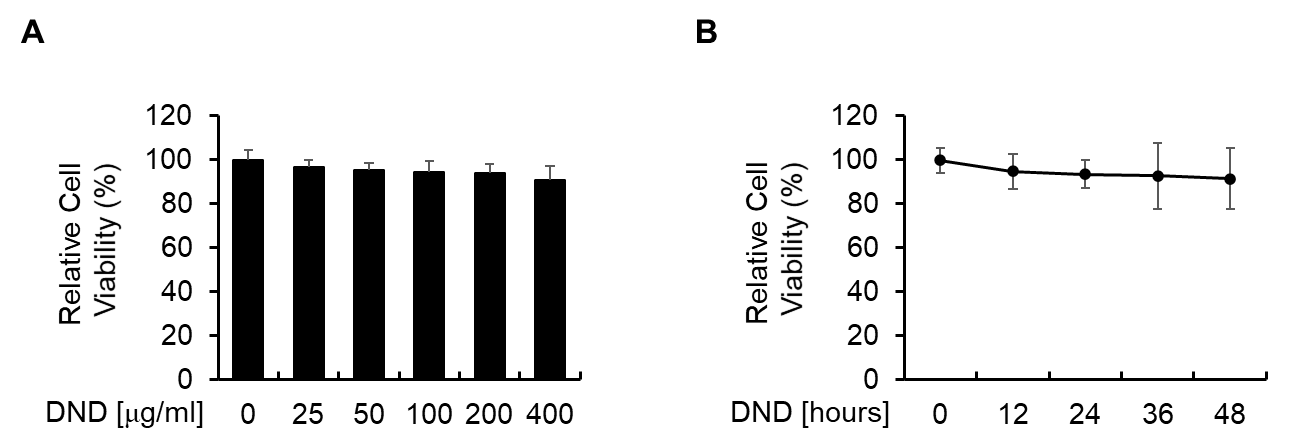 A
B
120
100
80
60
40
20
0
Relative Cell
Viability (%)
DND [μg/ml] 0 25 50 100 200 400
120
100
80
60
40
20
0
Relative Cell
Viability (%)
DND [hours] 0 12 24 36 48